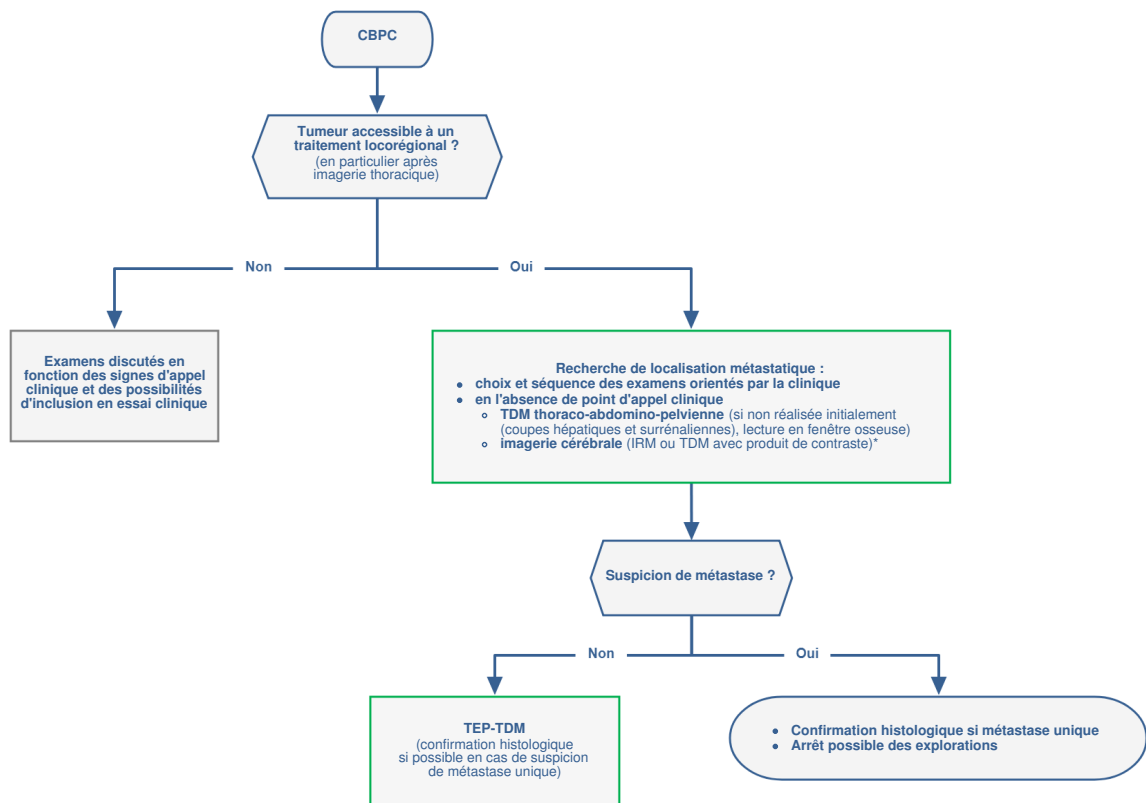 CBPC
Tumeur accessible à un
traitement locorégional ?
(en particulier après
imagerie thoracique)
Non
Oui
Examens discutés en
fonction des signes d'appel
clinique et des possibilités
d'inclusion en essai clinique
Recherche de localisation métastatique :
• choix et séquence des examens orientés par la clinique
• en l'absence de point d'appel clinique
◦ TDM thoraco-abdomino-pelvienne (si non réalisée initialement
(coupes hépatiques et surrénaliennes), lecture en fenêtre osseuse)
◦ imagerie cérébrale (IRM ou TDM avec produit de contraste)*
Suspicion de métastase ?
Non
Oui
TEP-TDM
(confirmation histologique
si possible en cas de suspicion
de métastase unique)
• Confirmation histologique si métastase unique
• Arrêt possible des explorations